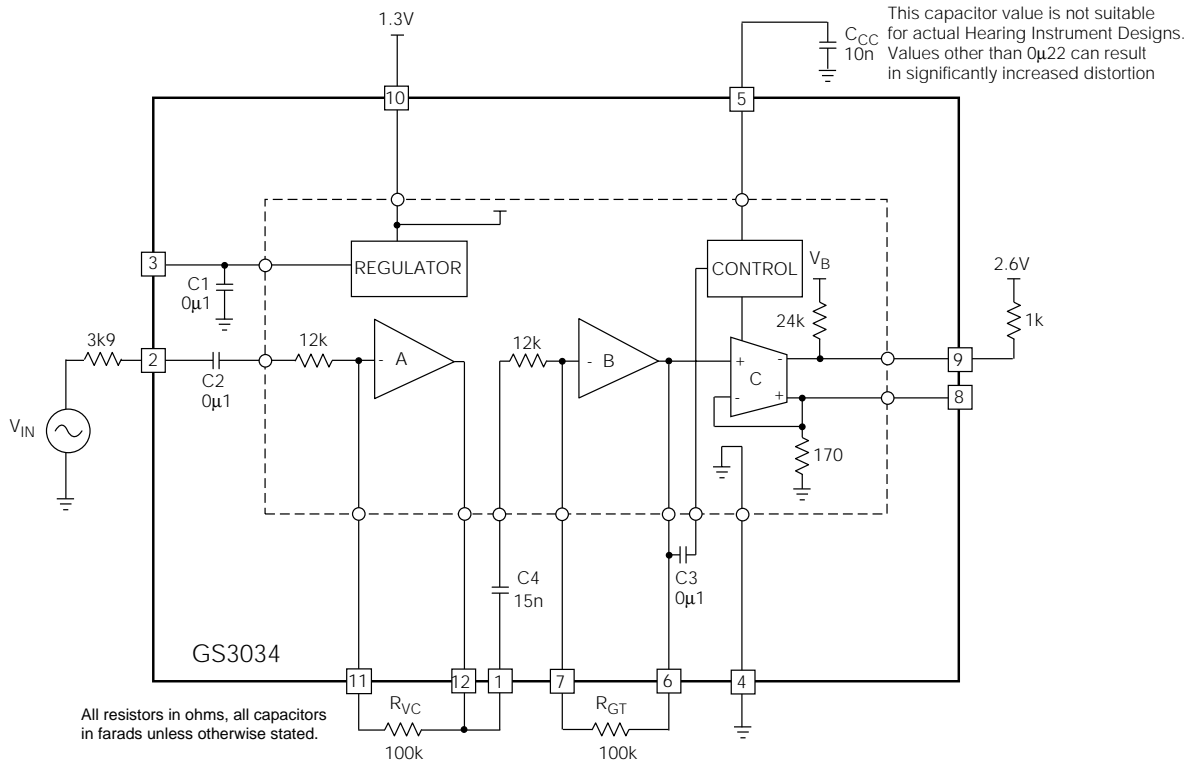 1.3V
C_CC
10n
This capacitor value is not suitable
for actual Hearing Instrument Designs.
Values other than 0µ22 can result
in significantly increased distortion
10
5
3
C1
0µ1
REGULATOR
CONTROL
V_B
2.6V
24k
1k
3k9
2
C2
0µ1
12k
- A
12k
- B
+ -
C
- +
9
8
V_IN
170
C4
15n
C3
0µ1
GS3034
11
12
1
7
6
4
R_VC
100k
R_GT
100k
All resistors in ohms, all capacitors
in farads unless otherwise stated.